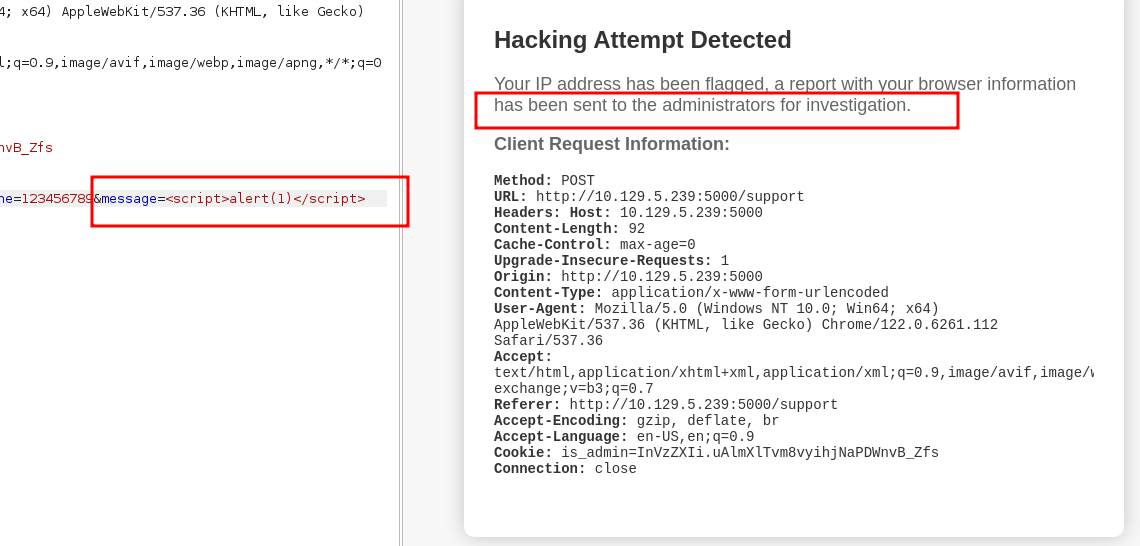 4; x64) AppleWebKit/537.36 (KHTML, like Gecko)
l;q=0.9,image/avif,image/webp,image/apng,*/*;q=0
nvB_Zfs
ne=123456789&message=<script>alert(1)</script>
Hacking Attempt Detected
Your IP address has been flagged, a report with your browser information
has been sent to the administrators for investigation.
Client Request Information:
Method: POST
URL: http://10.129.5.239:5000/support
Headers: Host: 10.129.5.239:5000
Content-Length: 92
Cache-Control: max-age=0
Upgrade-Insecure-Requests: 1
Origin: http://10.129.5.239:5000
Content-Type: application/x-www-form-urlencoded
User-Agent: Mozilla/5.0 (Windows NT 10.0; Win64; x64)
AppleWebKit/537.36 (KHTML, like Gecko) Chrome/122.0.6261.112
Safari/537.36
Accept:
text/html,application/xhtml+xml,application/xml;q=0.9,image/avif,image/w
exchange;v=b3;q=0.7
Referer: http://10.129.5.239:5000/support
Accept-Encoding: gzip, deflate, br
Accept-Language: en-US,en;q=0.9
Cookie: is_admin=InVzZXIi.uAlmXlTvm8vyihjNaPDWnvB_Zfs
Connection: close